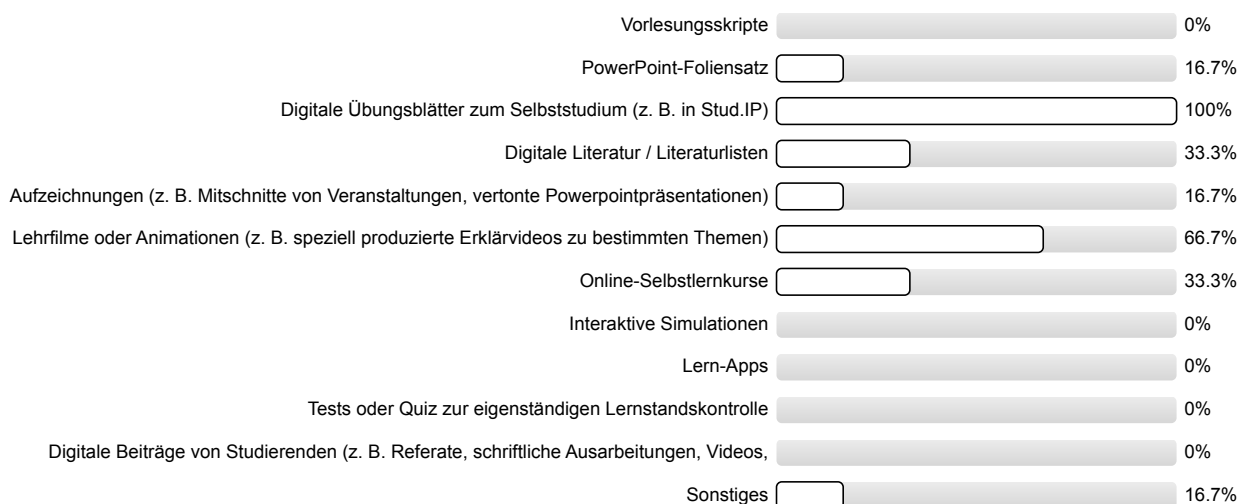 Vorlesungsskripte 0%
PowerPoint-Foliensatz 16.7%
Digitale Übungsblätter zum Selbststudium (z. B. in Stud.IP) 100%
Digitale Literatur / Literaturlisten 33.3%
Aufzeichnungen (z. B. Mitschnitte von Veranstaltungen, vertonte Powerpointpräsentationen) 16.7%
Lehrfilme oder Animationen (z. B. speziell produzierte Erklärvideos zu bestimmten Themen) 66.7%
Online-Selbstlernkurse 33.3%
Interaktive Simulationen 0%
Lern-Apps 0%
Tests oder Quiz zur eigenständigen Lernstandskontrolle 0%
Digitale Beiträge von Studierenden (z. B. Referate, schriftliche Ausarbeitungen, Videos, 0%
Sonstiges 16.7%